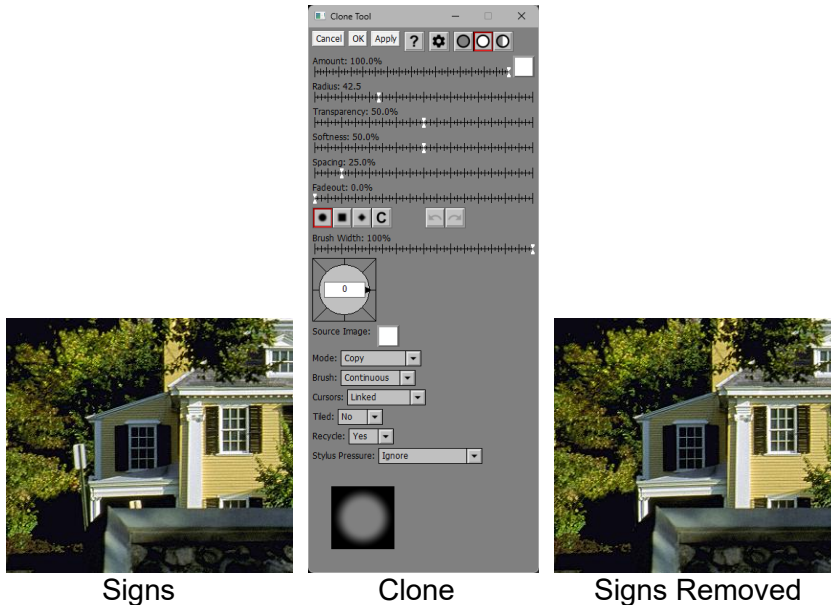 Clone Tool
Cancel OK Apply ?
Amount: 100.0%
Radius: 42.5
Transparency: 50.0%
Softness: 50.0%
Spacing: 25.0%
Fadeout: 0.0%
C
Brush Width: 100%
0
Source Image:
Mode: Copy
Brush: Continuous
Cursors: Linked
Tiled: No
Recycle: Yes
Stylus Pressure: Ignore
Signs Clone Signs Removed